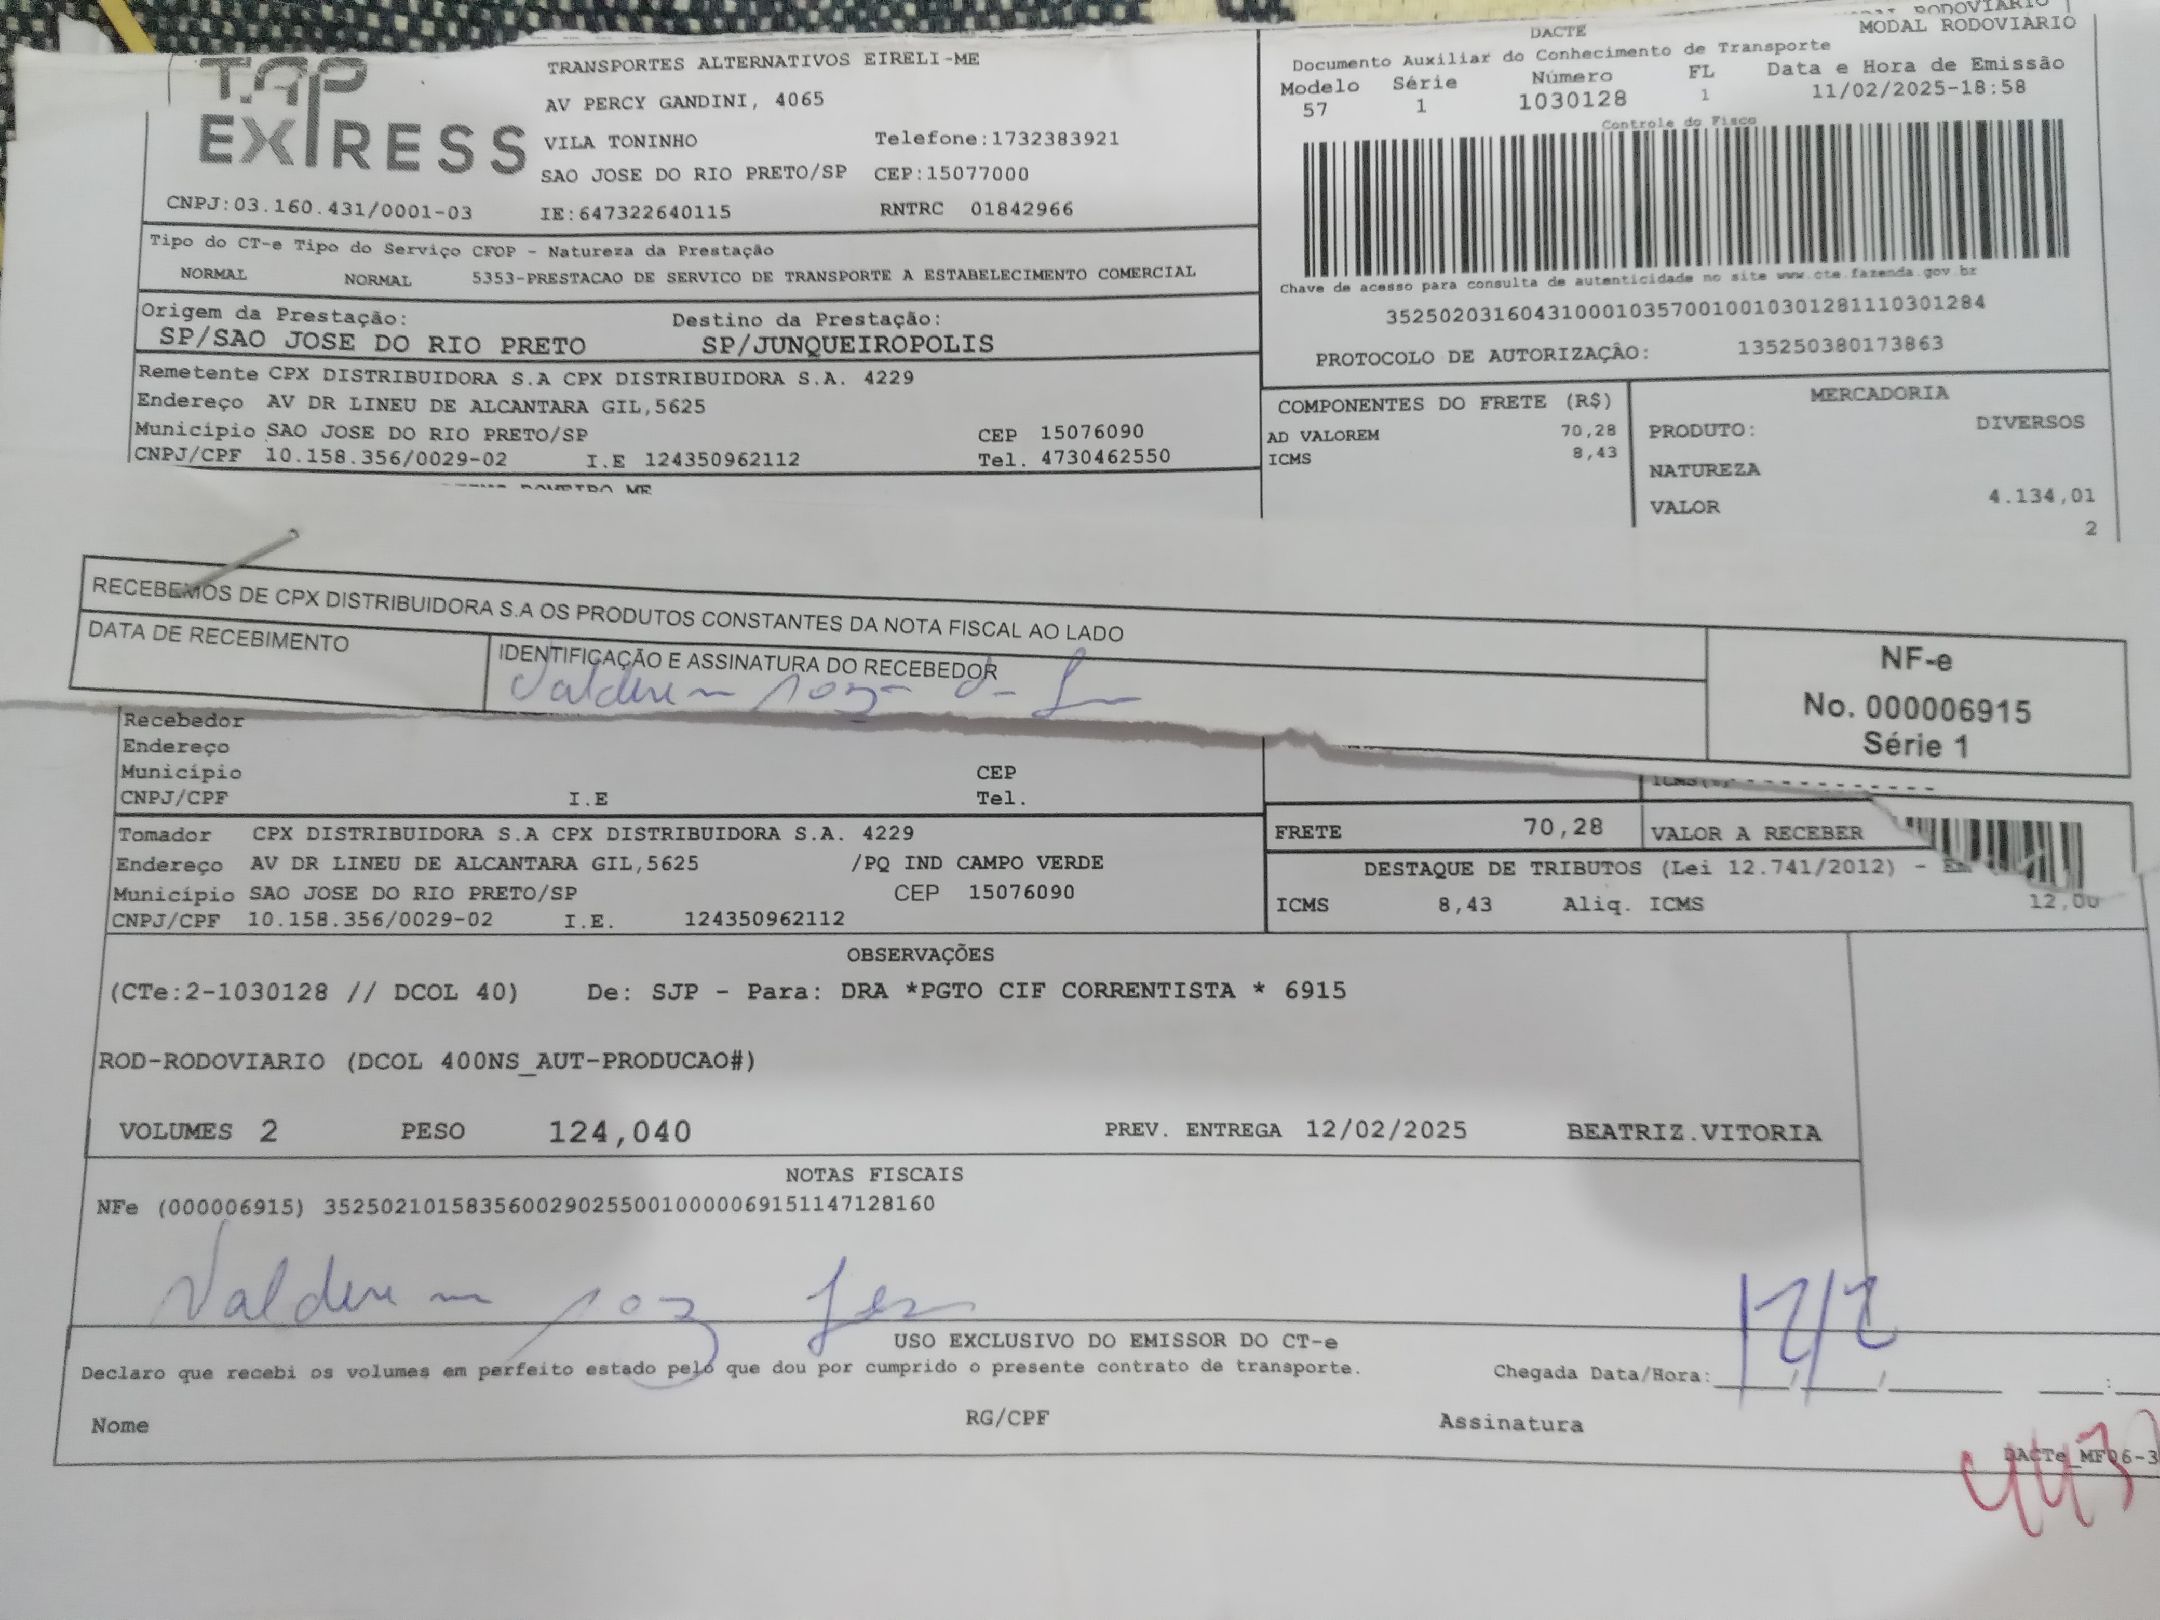 MODAL RODOVIARIO
TAP EXPRESS
TRANSPORTES ALTERNATIVOS EIRELI-ME
AV PERCY GANDINI, 4065
VILA TONINHO Telefone:1732383921
SAO JOSE DO RIO PRETO/SP CEP:15077000
CNPJ:03.160.431/0001-03 IE:647322640115 RNTRC 01842966
DACTE
Documento Auxiliar do Conhecimento de Transporte
Modelo Série Número FL Data e Hora de Emissão
57 1 1030128 1 11/02/2025-18:58
Controle do Fisco
Chave de acesso para consulta de autenticidade no site www.cte.fazenda.gov.br
35250203160431000103570010010301281110301284
PROTOCOLO DE AUTORIZAÇÃO: 135250380173863
Tipo do CT-e Tipo do Serviço CFOP - Natureza da Prestação
NORMAL NORMAL 5353-PRESTACAO DE SERVICO DE TRANSPORTE A ESTABELECIMENTO COMERCIAL
Origem da Prestação: Destino da Prestação:
SP/SAO JOSE DO RIO PRETO SP/JUNQUEIROPOLIS
Remetente CPX DISTRIBUIDORA S.A CPX DISTRIBUIDORA S.A. 4229
Endereço AV DR LINEU DE ALCANTARA GIL,5625
Município SAO JOSE DO RIO PRETO/SP CEP 15076090
CNPJ/CPF 10.158.356/0029-02 I.E 124350962112 Tel. 4730462550
COMPONENTES DO FRETE (R$)
AD VALOREM 70,28
ICMS 8,43
MERCADORIA
PRODUTO: DIVERSOS
NATUREZA
VALOR 4.134,01
2
RECEBEMOS DE CPX DISTRIBUIDORA S.A OS PRODUTOS CONSTANTES DA NOTA FISCAL AO LADO
DATA DE RECEBIMENTO
IDENTIFICAÇÃO E ASSINATURA DO RECEBEDOR
NF-e
No. 000006915
Série 1
Recebedor
Endereço
Município CEP
CNPJ/CPF I.E Tel.
Tomador CPX DISTRIBUIDORA S.A CPX DISTRIBUIDORA S.A. 4229
Endereço AV DR LINEU DE ALCANTARA GIL,5625 /PQ IND CAMPO VERDE
Município SAO JOSE DO RIO PRETO/SP CEP 15076090
CNPJ/CPF 10.158.356/0029-02 I.E. 124350962112
FRETE 70,28 VALOR A RECEBER
DESTAQUE DE TRIBUTOS (Lei 12.741/2012) -
ICMS 8,43 Aliq. ICMS 12,00
OBSERVAÇÕES
(CTe:2-1030128 // DCOL 40) De: SJP - Para: DRA *PGTO CIF CORRENTISTA * 6915
ROD-RODOVIARIO (DCOL 400NS_AUT-PRODUCAO#)
VOLUMES 2 PESO 124,040 PREV. ENTREGA 12/02/2025 BEATRIZ.VITORIA
NOTAS FISCAIS
NFe (000006915) 35250210158356002902550010000069151147128160
12/2
USO EXCLUSIVO DO EMISSOR DO CT-e
Declaro que recebi os volumes em perfeito estado pelo que dou por cumprido o presente contrato de transporte. Chegada Data/Hora:
Nome RG/CPF Assinatura
DACTe_MF06-3